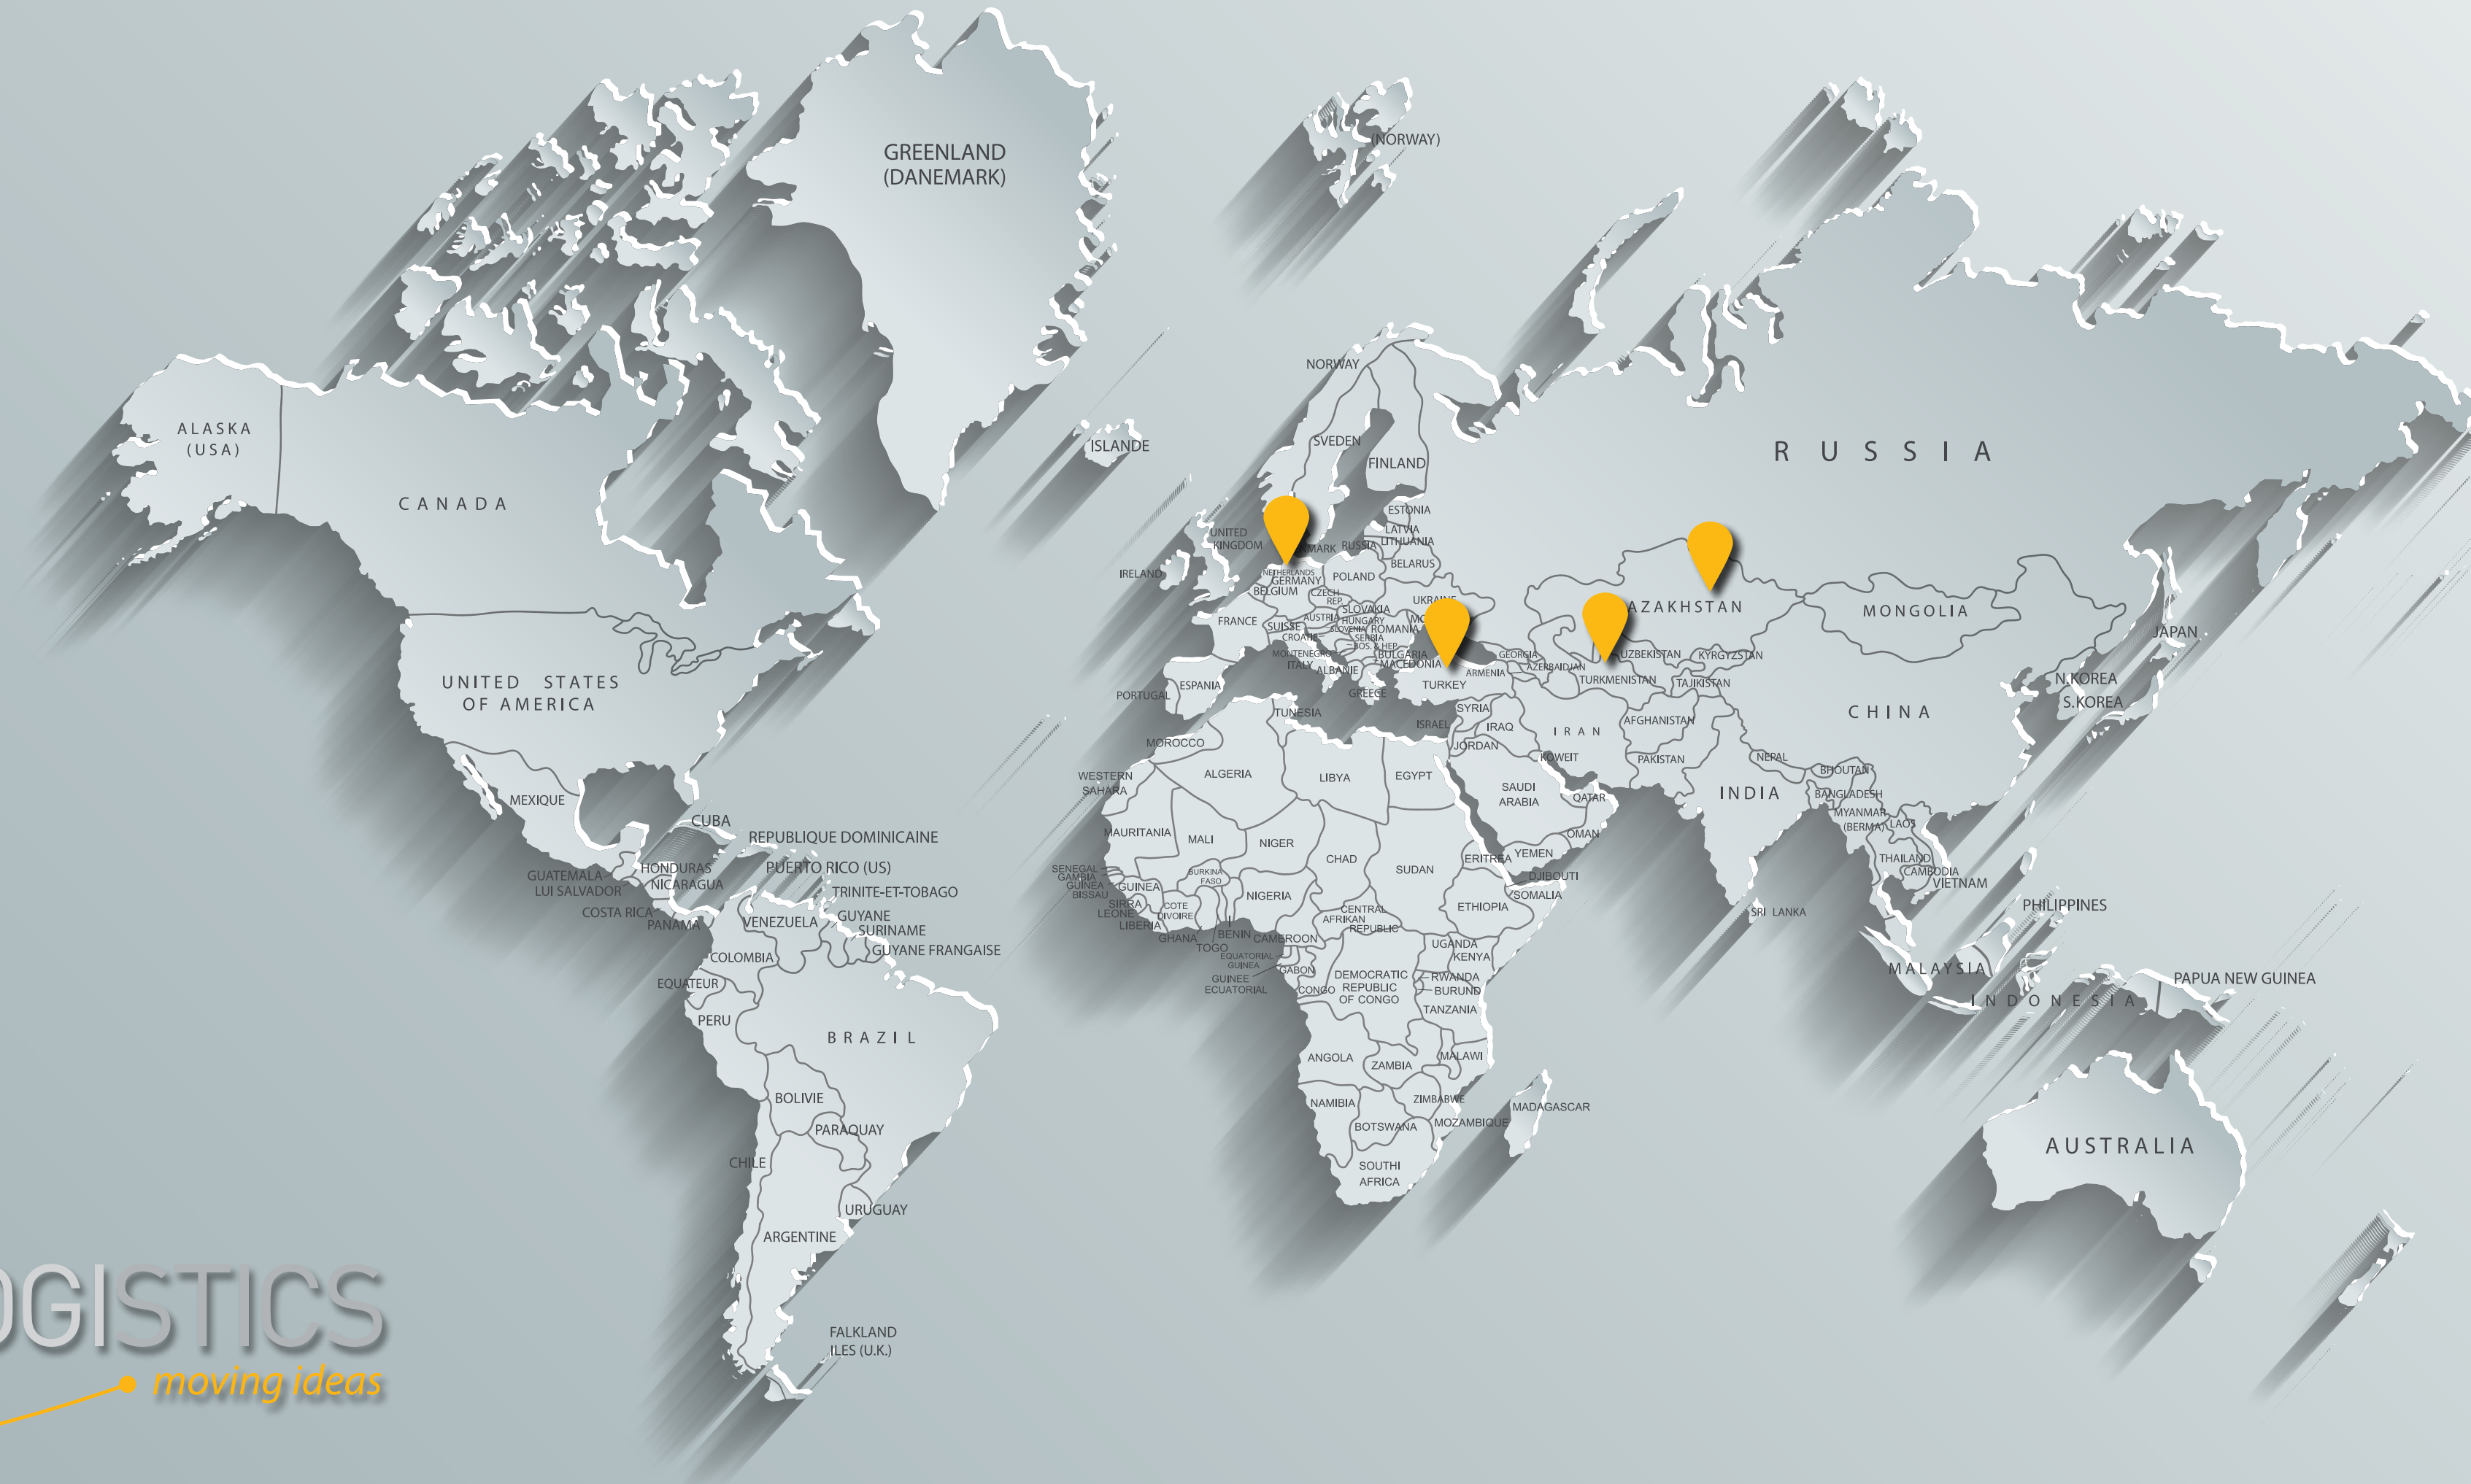 GREENLAND
(DANEMARK)
(NORWAY)
ALASKA
(USA)
CANADA
ISLANDE
NORWAY
SVEDEN
FINLAND
RUSSIA
ESTONIA
LATVIA
LITHUANIA
RUSSIA
UNITED
KINGDOM
IRELAND
NMARK
BELARUS
NETHERLANDS
GERMANY
POLAND
BELGIUM
CZECH
REP.
UKRAINE
SLOVAKIA
FRANCE
SUISSE
AUSTRIA
HUNGARY
SLOVENIA
ROMANIA
CROATIE
SERBIA
BOS. & HEP.
MONTENEGRO
BULGARIA
ITALY
MACEDONIA
ALBANIE
GREECE
PORTUGAL
ESPANIA
TURKEY
GEORGIA
ARMENIA
AZERBAIDJAN
AZAKHSTAN
UZBEKISTAN
KYRGYZSTAN
TURKMENISTAN
TAJIKISTAN
MONGOLIA
JAPAN
N.KOREA
S.KOREA
CHINA
UNITED STATES
OF AMERICA
MEXIQUE
CUBA
REPUBLIQUE DOMINICAINE
PUERTO RICO (US)
TRINITE-ET-TOBAGO
GUATEMALA
HONDURAS
LUI SALVADOR
NICARAGUA
COSTA RICA
PANAMA
VENEZUELA
GUYANE
SURINAME
GUYANE FRANGAISE
COLOMBIA
EQUATEUR
PERU
BRAZIL
BOLIVIE
PARAQUAY
CHILE
URUGUAY
ARGENTINE
FALKLAND
ILES (U.K.)
TUNESIA
MOROCCO
WESTERN
SAHARA
ALGERIA
LIBYA
EGYPT
ISRAEL
SYRIA
IRAQ
JORDAN
IRAN
KOWEIT
AFGHANISTAN
PAKISTAN
NEPAL
BHOUTAN
INDIA
BANGLADESH
MYANMAR
(BERMA)
LAOS
THAILAND
CAMBODIA
VIETNAM
SRI LANKA
PHILIPPINES
MALAYSIA
INDONESIA
PAPUA NEW GUINEA
AUSTRALIA
SAUDI
ARABIA
QATAR
OMAN
YEMEN
MAURITANIA
MALI
NIGER
CHAD
SUDAN
ERITREA
DJIBOUTI
SOMALIA
ETHIOPIA
SENEGAL
GAMBIA
GUINEA
BISSAU
GUINEA
SIRRA
LEONE
LIBERIA
COTE
DIVOIRE
BURKINA
FASO
GHANA
TOGO
BENIN
NIGERIA
CAMEROON
CENTRAL
AFRIKAN
REPUBLIC
EQUATORIAL
GUINEA
GUINEE
ECUATORIAL
GABON
CONGO
DEMOCRATIC
REPUBLIC
OF CONGO
UGANDA
KENYA
RWANDA
BURUND
TANZANIA
ANGOLA
ZAMBIA
MALAWI
NAMIBIA
ZIMBABWE
MOZAMBIQUE
MADAGASCAR
BOTSWANA
SOUTHI
AFRICA
OGISTICS
moving ideas